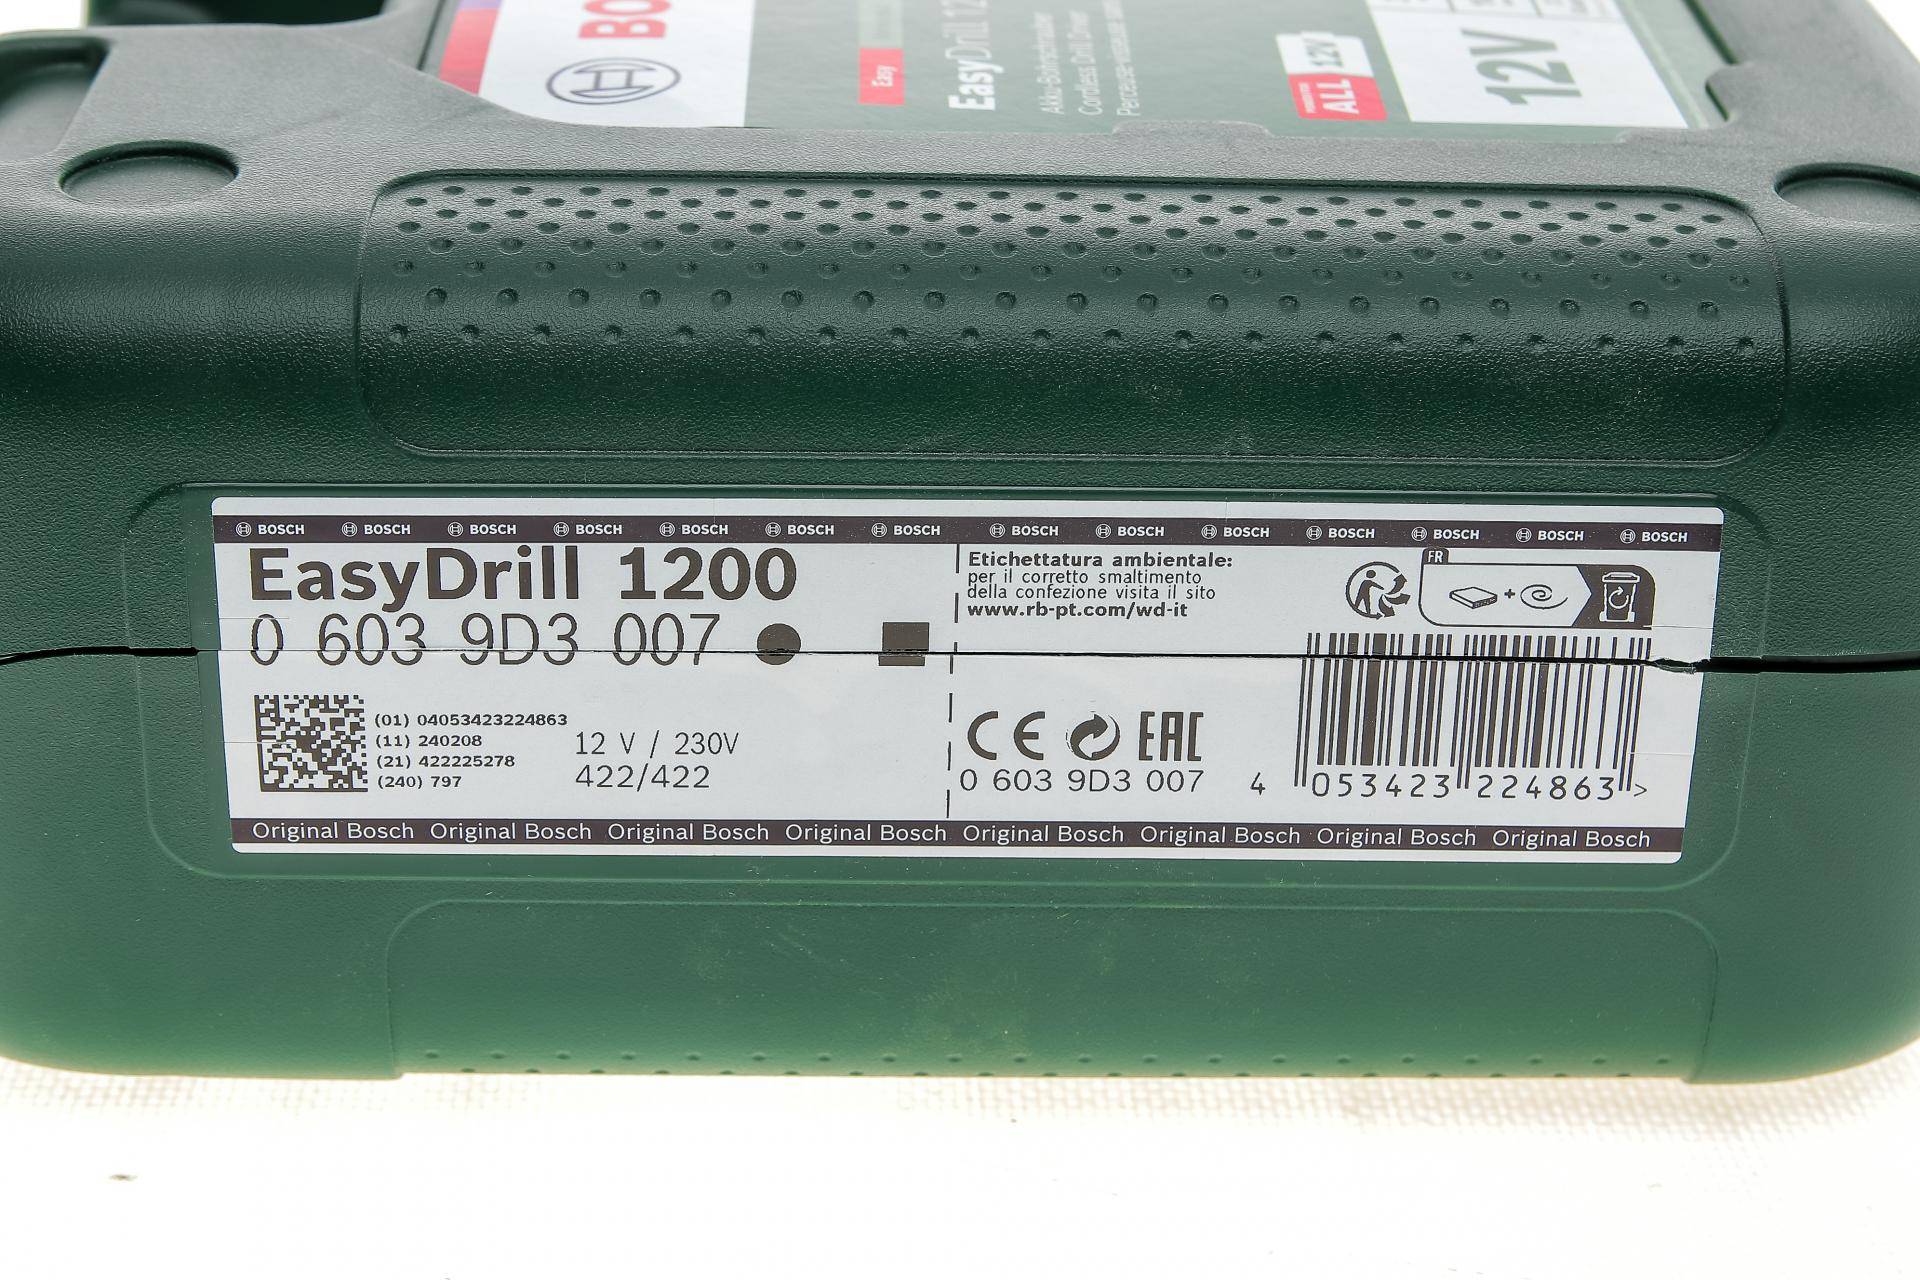 BO
Easy
EasyDrill 12
Akku-Bohrschrauber
Cordless Drill Driver
Perceuse-visseuse sans
ALL 12V
12V
BOSCH BOSCH BOSCH BOSCH BOSCH BOSCH BOSCH BOSCH BOSCH BOSCH BOSCH BOSCH BOSCH BOSCH
EasyDrill 1200
0 603 9D3 007
(01) 04053423224863
(11) 240208
(21) 422225278
(240) 797
12 V / 230V
422/422
Etichettatura ambientale:
per il corretto smaltimento
della confezione visita il sito
www.rb-pt.com/wd-it
FR
+
CE EAC
0 603 9D3 007
4 053423 224863 >
Original Bosch Original Bosch Original Bosch Original Bosch Original Bosch Original Bosch Original Bosch Original Bosch